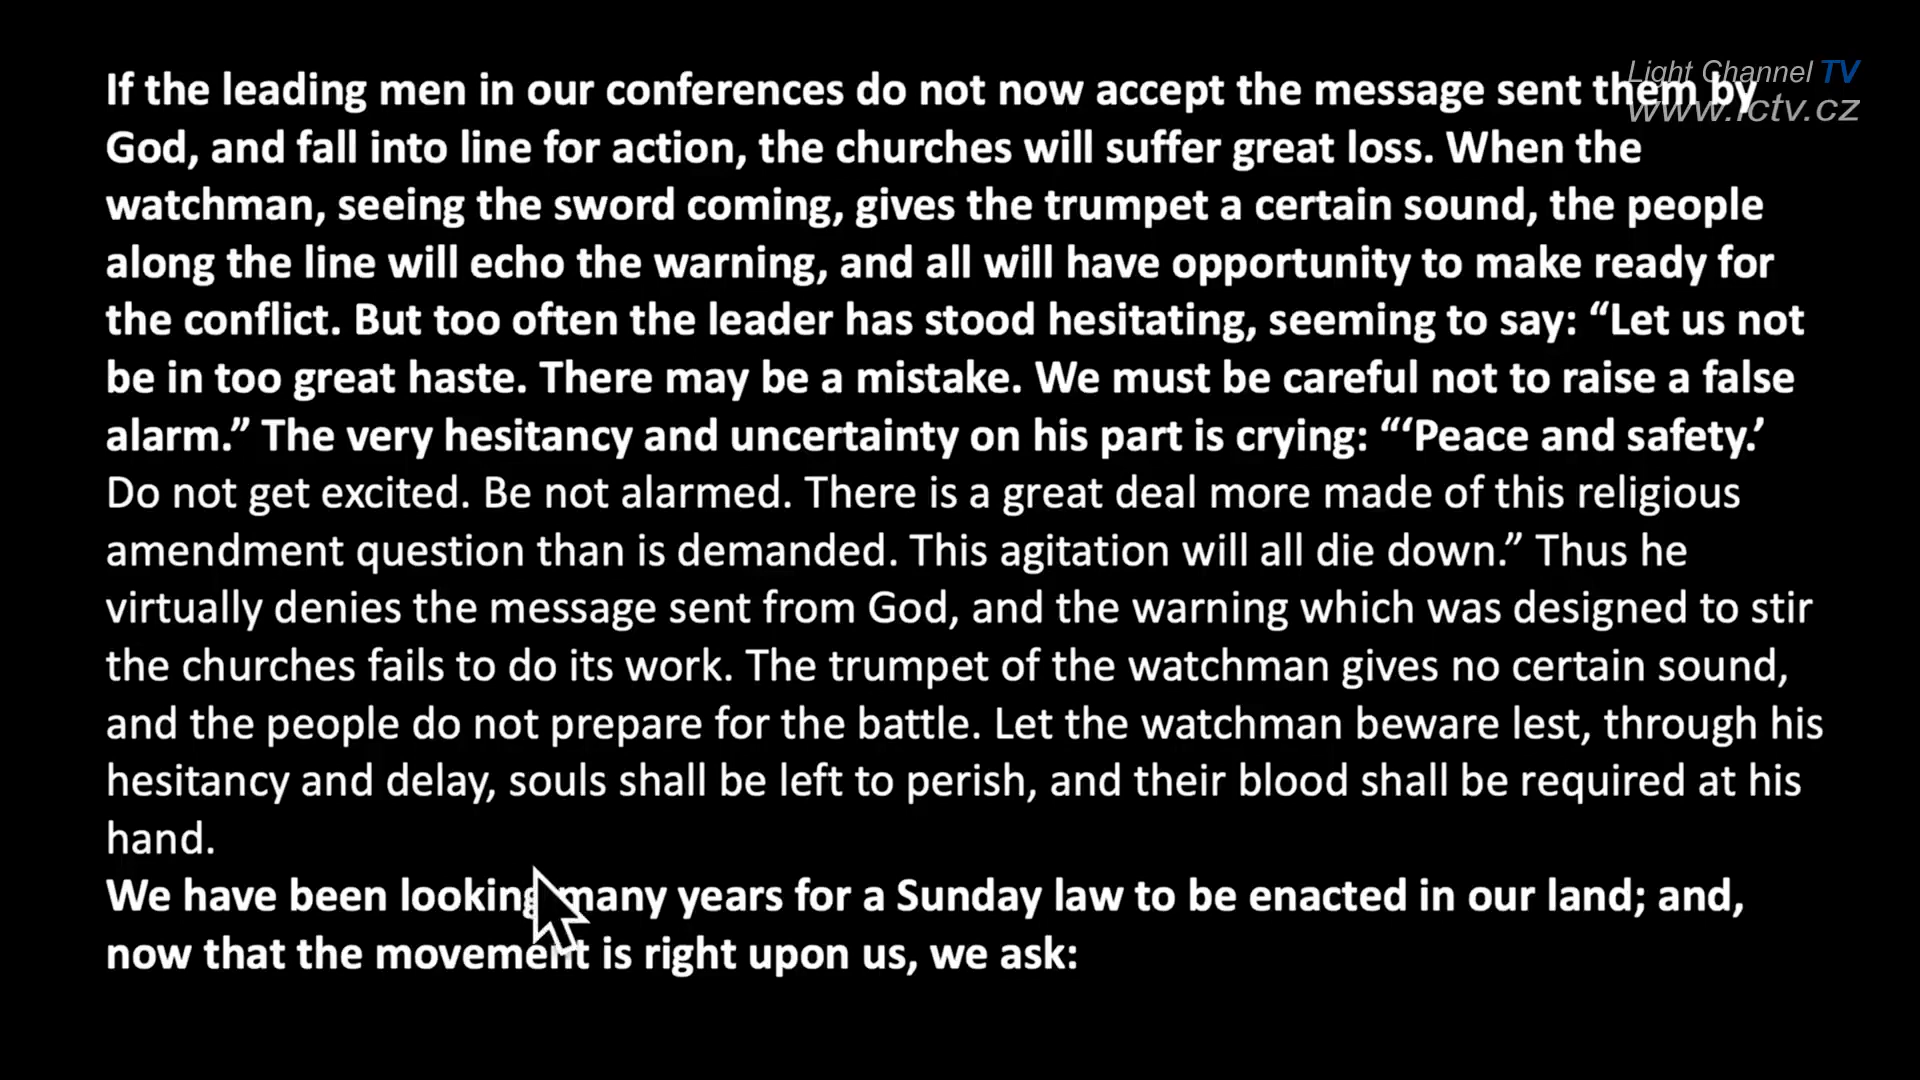 Light Channel TV
www.lctv.cz
If the leading men in our conferences do not now accept the message sent them by
God, and fall into line for action, the churches will suffer great loss. When the
watchman, seeing the sword coming, gives the trumpet a certain sound, the people
along the line will echo the warning, and all will have opportunity to make ready for
the conflict. But too often the leader has stood hesitating, seeming to say: “Let us not
be in too great haste. There may be a mistake. We must be careful not to raise a false
alarm.” The very hesitancy and uncertainty on his part is crying: “‘Peace and safety.’
Do not get excited. Be not alarmed. There is a great deal more made of this religious
amendment question than is demanded. This agitation will all die down.” Thus he
virtually denies the message sent from God, and the warning which was designed to stir
the churches fails to do its work. The trumpet of the watchman gives no certain sound,
and the people do not prepare for the battle. Let the watchman beware lest, through his
hesitancy and delay, souls shall be left to perish, and their blood shall be required at his
hand.
We have been looking many years for a Sunday law to be enacted in our land; and,
now that the movement is right upon us, we ask: